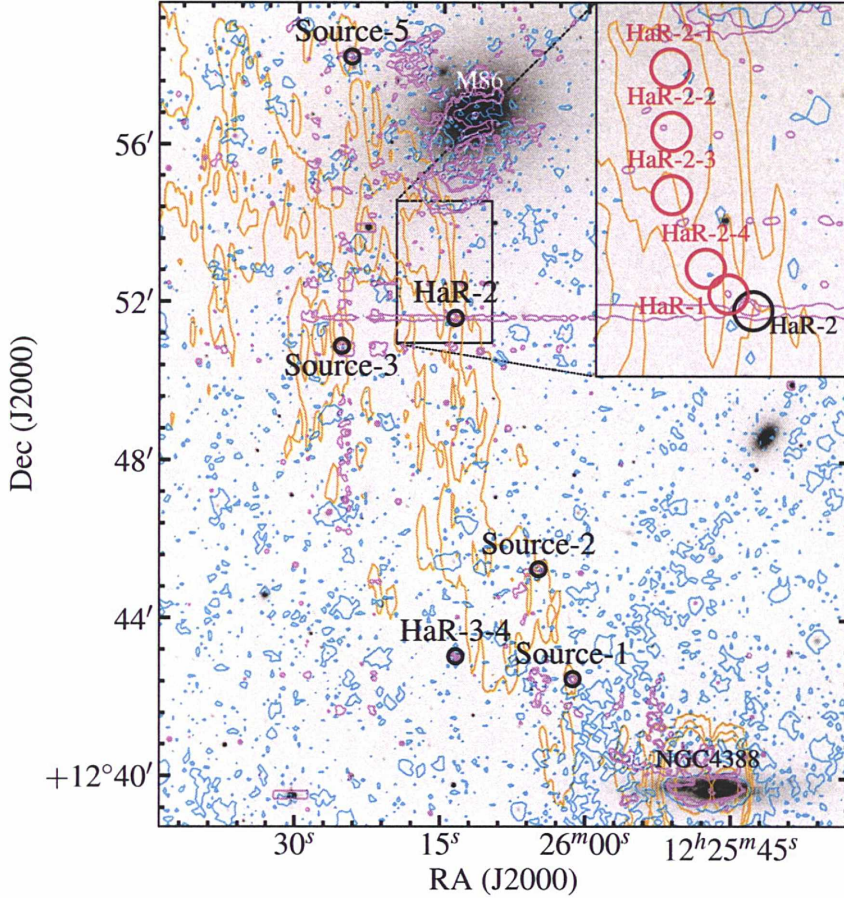 Source-5
M86
HaR-2-1
HaR-2-2
HaR-2-3
HaR-2-4
HaR-1
HaR-2
56′
52′
48′
44′
+12°40′
HaR-2
Source-3
Source-2
HaR-3-4
Source-1
NGC4388
30ˢ 15ˢ 26ᵐ00ˢ 12ʰ25ᵐ45ˢ
RA (J2000)
Dec (J2000)